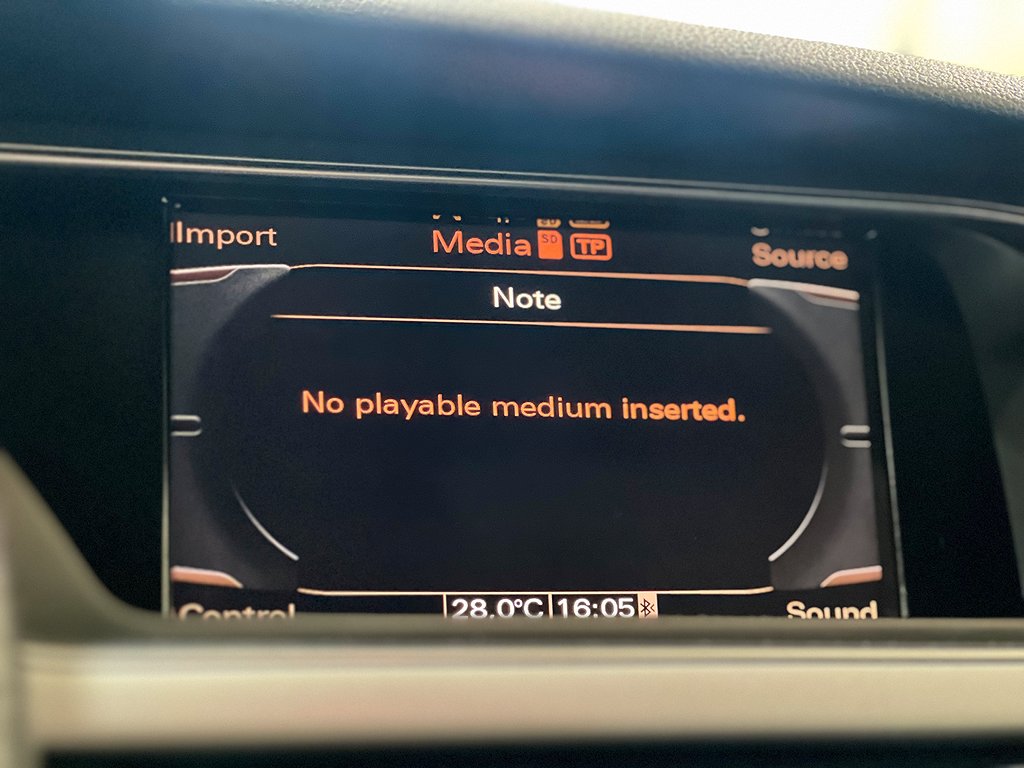 Import
Media SD TP
Source
Note
No playable medium inserted.
Control
28.0°C 16:05
Sound